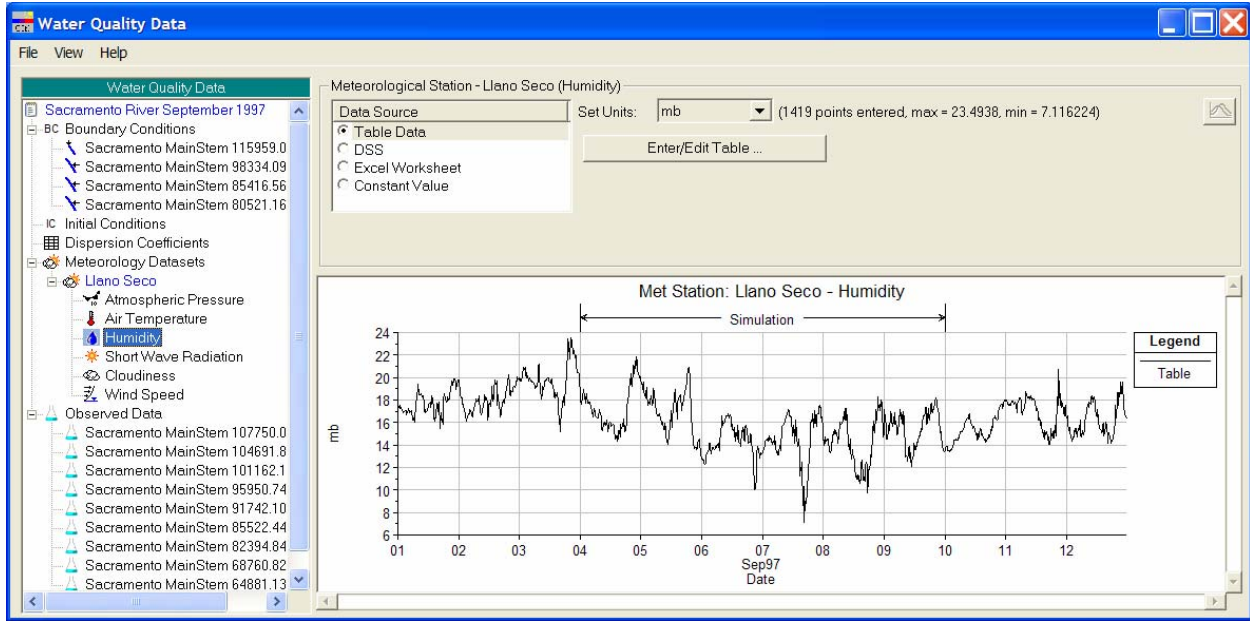 Water Quality Data
File View Help
Water Quality Data
Sacramento River September 1997
BC Boundary Conditions
Sacramento MainStem 115959.0
Sacramento MainStem 98334.09
Sacramento MainStem 85416.56
Sacramento MainStem 80521.16
IC Initial Conditions
Dispersion Coefficients
Meteorology Datasets
Llano Seco
Atmospheric Pressure
Air Temperature
Humidity
Short Wave Radiation
Cloudiness
Wind Speed
Observed Data
Sacramento MainStem 107750.0
Sacramento MainStem 104691.8
Sacramento MainStem 101162.1
Sacramento MainStem 95950.74
Sacramento MainStem 91742.10
Sacramento MainStem 85522.44
Sacramento MainStem 82394.84
Sacramento MainStem 68760.82
Sacramento MainStem 64881.13
Meteorological Station - Llano Seco (Humidity)
Data Source
Table Data
DSS
Excel Worksheet
Constant Value
Set Units: mb (1419 points entered, max = 23.4938, min = 7.116224)
Enter/Edit Table ...
Met Station: Llano Seco - Humidity
Simulation
24
22
20
18
16
14
12
10
8
6
mb
01 02 03 04 05 06 07 08 09 10 11 12
Sep97
Date
Legend
Table